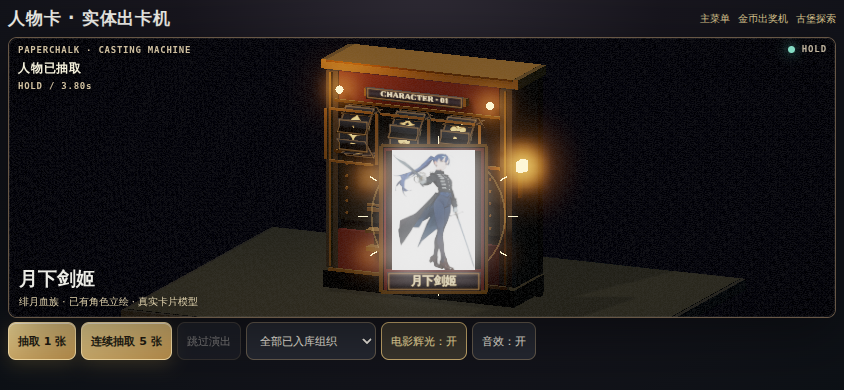 人物卡 · 实体出卡机
主菜单 金币出奖机 古堡探索
PAPERCHALK · CASTING MACHINE
HOLD
人物已抽取
HOLD / 3.80s
CHARACTER · 01
月下剑姬
月下剑姬
绯月血族 · 已有角色立绘 · 真实卡片模型
抽取 1 张
连续抽取 5 张
跳过演出
全部已入库组织
电影辉光：开
音效：开